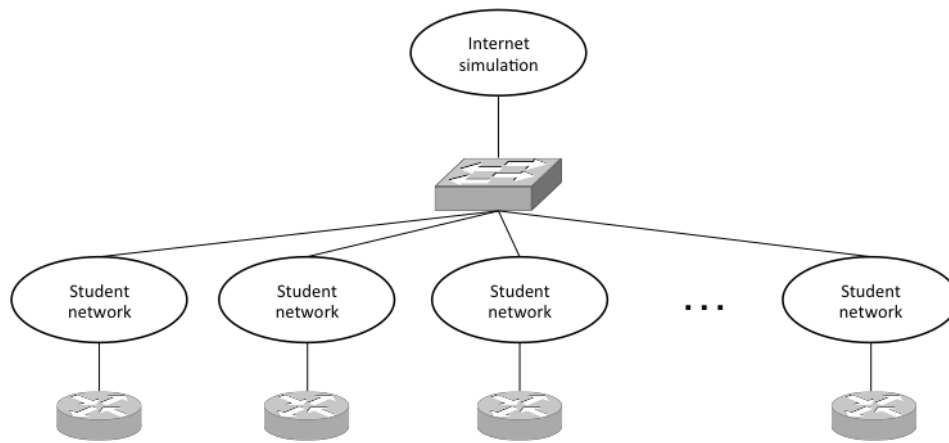 Internet
simulation
Student
network
Student
network
Student
network
...
Student
network